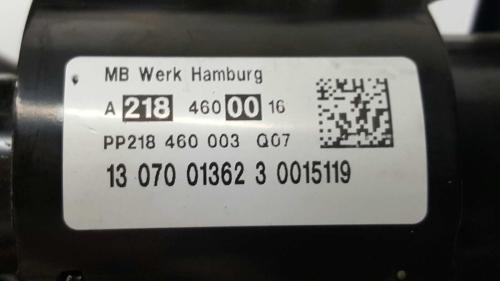 MB Werk Hamburg
A 218 460 00 16
PP218 460 003 Q07
13 070 01362 3 0015119